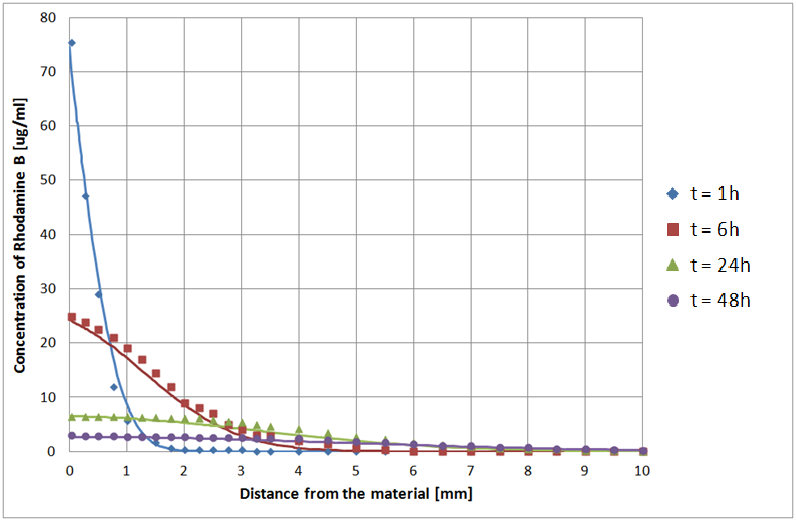 Concentration of Rhodamine B [ug/ml]
80
70
60
50
40
30
20
10
0
0 1 2 3 4 5 6 7 8 9 10
Distance from the material [mm]
t = 1h
t = 6h
t = 24h
t = 48h